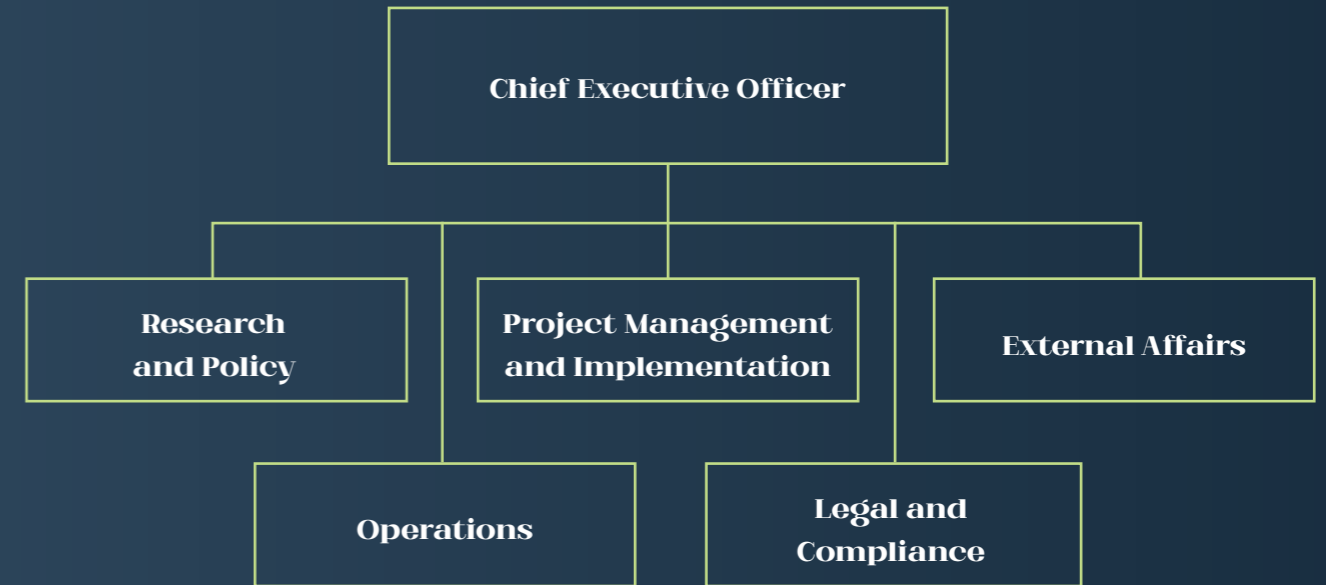 Chief Executive Officer
Research
and Policy
Project Management
and Implementation
External Affairs
Operations
Legal and
Compliance